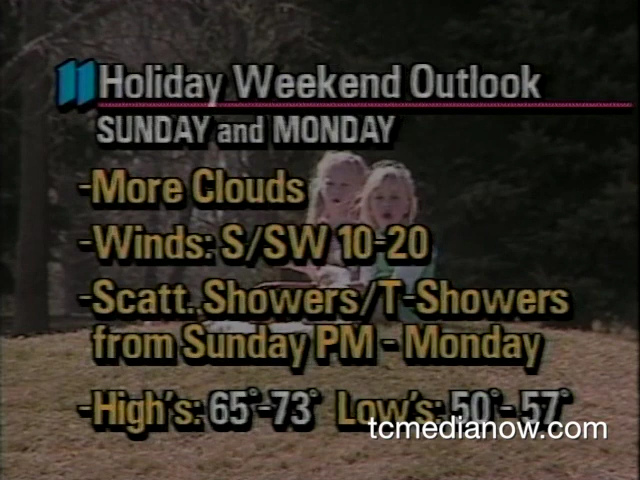 11 Holiday Weekend Outlook
SUNDAY and MONDAY
-More Clouds
-Winds: S/SW 10-20
-Scatt. Showers/T-Showers
from Sunday PM - Monday
-High's: 65°-73° Low's: 50°-57°
tcmedianow.com